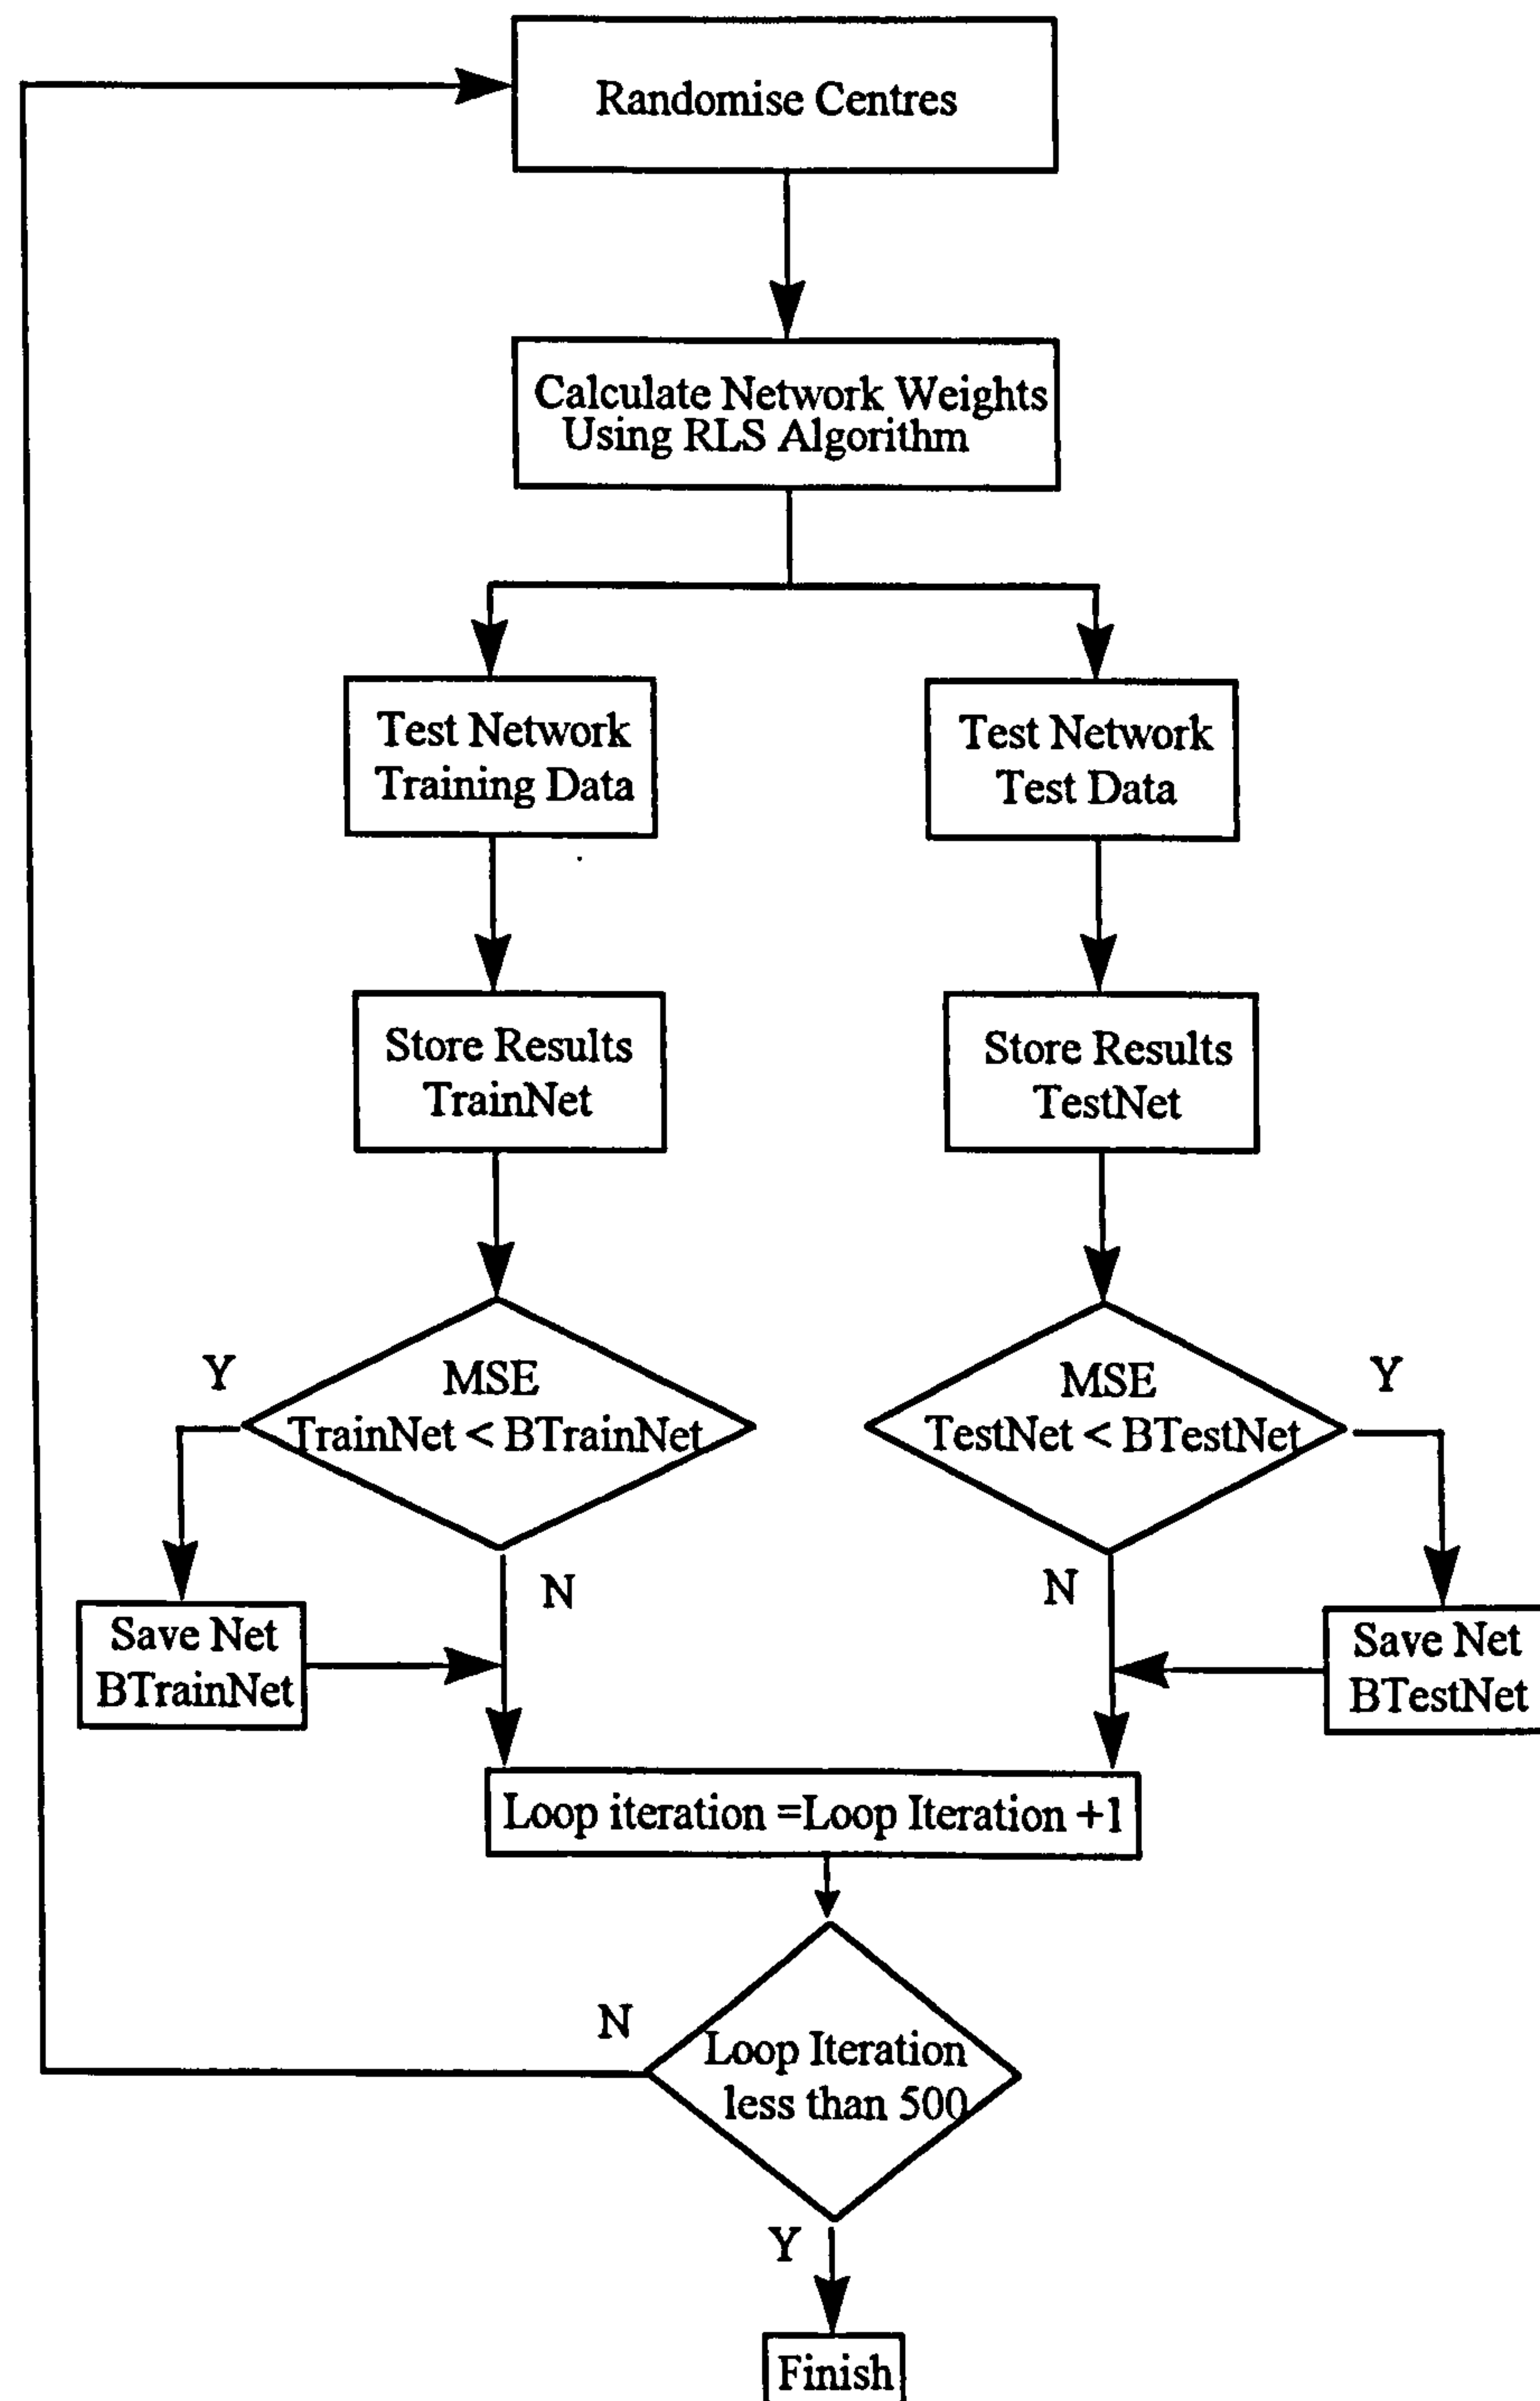 Randomise Centres
Calculate Network Weights
Using RLS Algorithm
Test Network
Training Data
Test Network
Test Data
Store Results
TrainNet
Store Results
TestNet
Y
MSE
TrainNet < BTrainNet
MSE
TestNet < BTestNet
Y
N
N
Save Net
BTrainNet
Save Net
BTestNet
Loop iteration =Loop Iteration +1
N
Loop Iteration
less than 500
Y
Finish